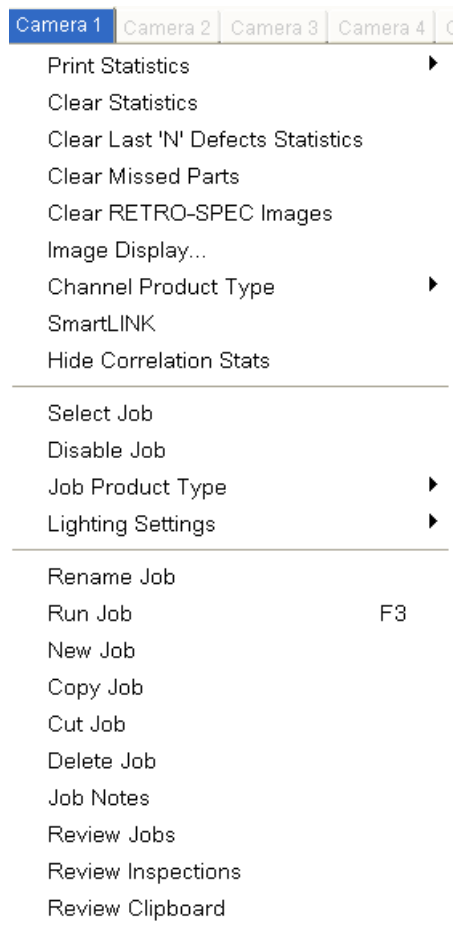 Camera 1 Camera 2 Camera 3 Camera 4
Print Statistics
Clear Statistics
Clear Last 'N' Defects Statistics
Clear Missed Parts
Clear RETRO-SPEC Images
Image Display...
Channel Product Type
SmartLINK
Hide Correlation Stats
Select Job
Disable Job
Job Product Type
Lighting Settings
Rename Job
Run Job F3
New Job
Copy Job
Cut Job
Delete Job
Job Notes
Review Jobs
Review Inspections
Review Clipboard